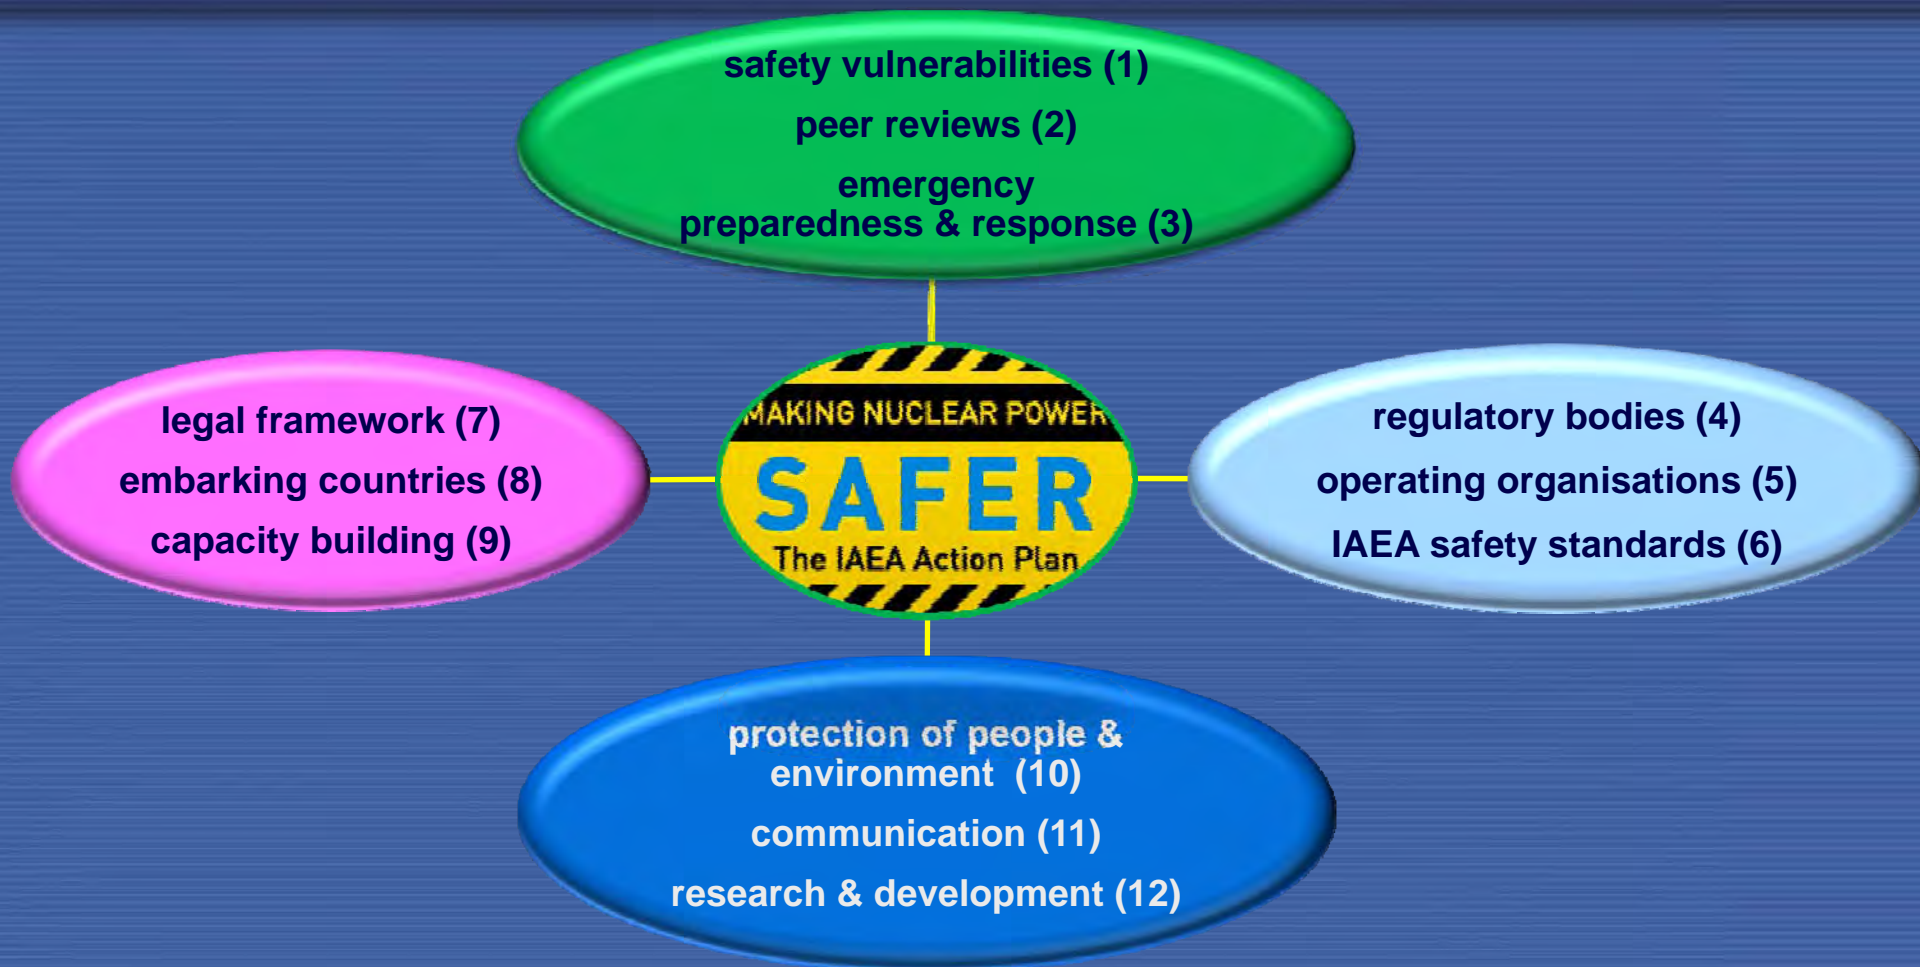 safety vulnerabilities (1)
peer reviews (2)
emergency
preparedness & response (3)
legal framework (7)
embarking countries (8)
capacity building (9)
MAKING NUCLEAR POWER
SAFER
The IAEA Action Plan
regulatory bodies (4)
operating organisations (5)
IAEA safety standards (6)
protection of people &
environment (10)
communication (11)
research & development (12)